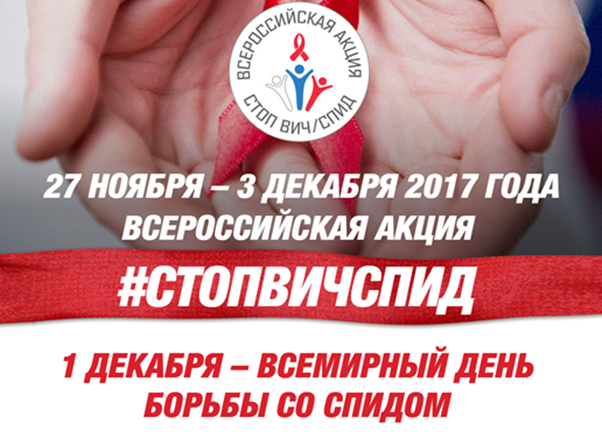 ВСЕРОССИЙСКАЯ АКЦИЯ
СТОП ВИЧ/СПИД
27 НОЯБРЯ – 3 ДЕКАБРЯ 2017 ГОДА
ВСЕРОССИЙСКАЯ АКЦИЯ
#СТОПВИЧСПИД
1 ДЕКАБРЯ – ВСЕМИРНЫЙ ДЕНЬ
БОРЬБЫ СО СПИДОМ